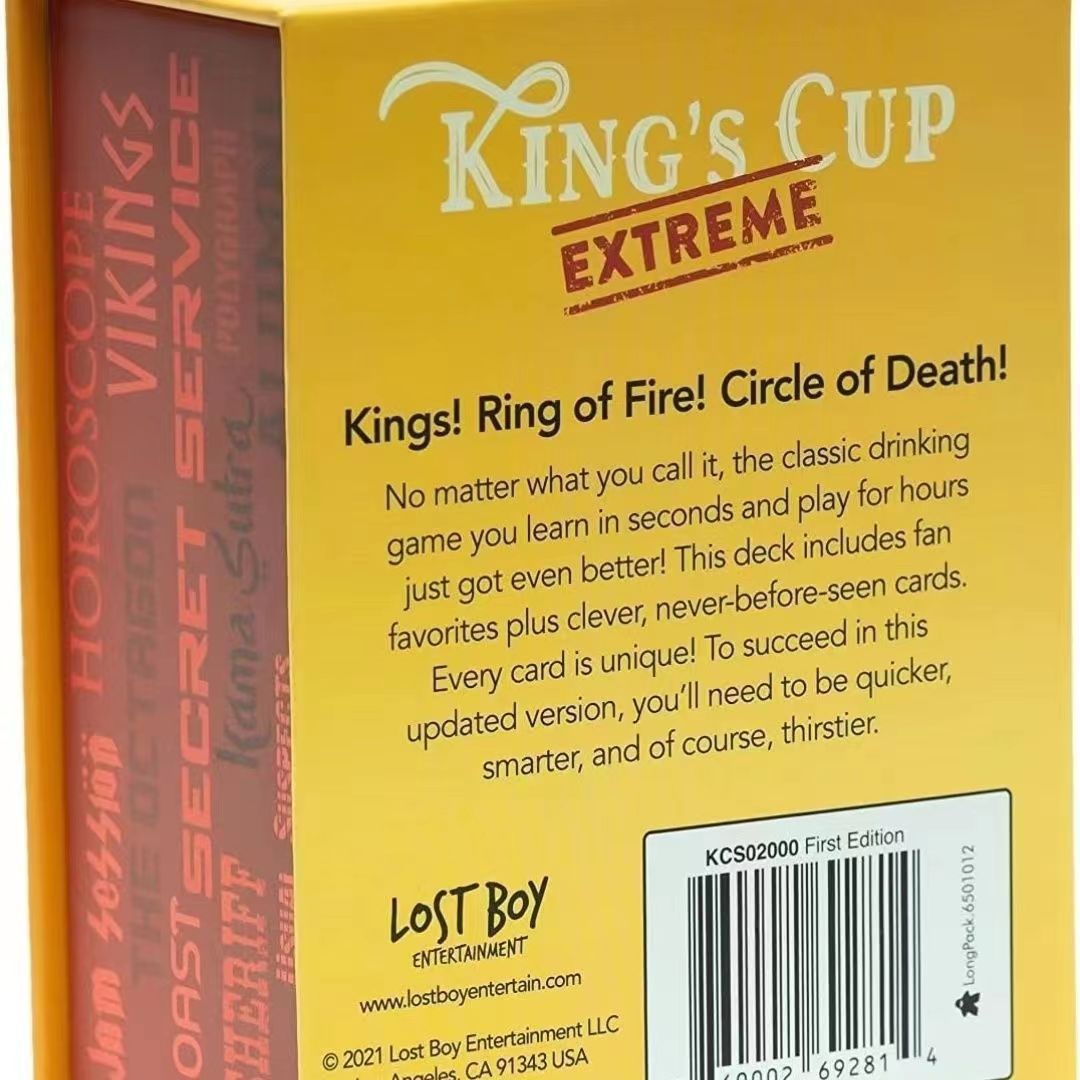 KING'S CUP
EXTREME
Kings! Ring of Fire! Circle of Death!
No matter what you call it, the classic drinking
game you learn in seconds and play for hours
just got even better! This deck includes fan
favorites plus clever, never-before-seen cards.
Every card is unique! To succeed in this
updated version, you'll need to be quicker,
smarter, and of course, thirstier.
LOST BOY
ENTERTAINMENT
www.lostboyentertain.com
© 2021 Lost Boy Entertainment LLC
Angeles, CA 91343 USA
KCS02000 First Edition
69281 4
LongPack.6501012
HOROSCOPE
VIKINGS
Jam Session
THE OCTAGON
SECRET SERVICE
POLYGRAPH
Kama Sutra
SHERIFF
USUAL SUSPECTS